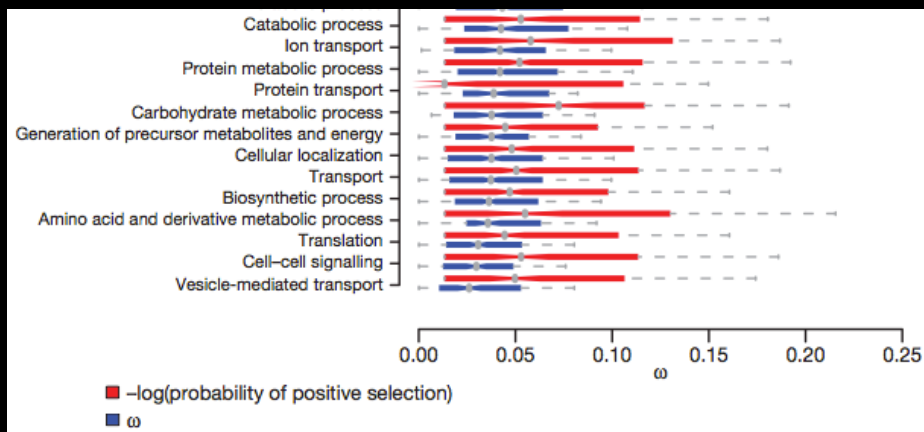 Catabolic process
Ion transport
Protein metabolic process
Protein transport
Carbohydrate metabolic process
Generation of precursor metabolites and energy
Cellular localization
Transport
Biosynthetic process
Amino acid and derivative metabolic process
Translation
Cell–cell signalling
Vesicle-mediated transport
0.00 0.05 0.10 0.15 0.20 0.25
ω
–log(probability of positive selection)
ω